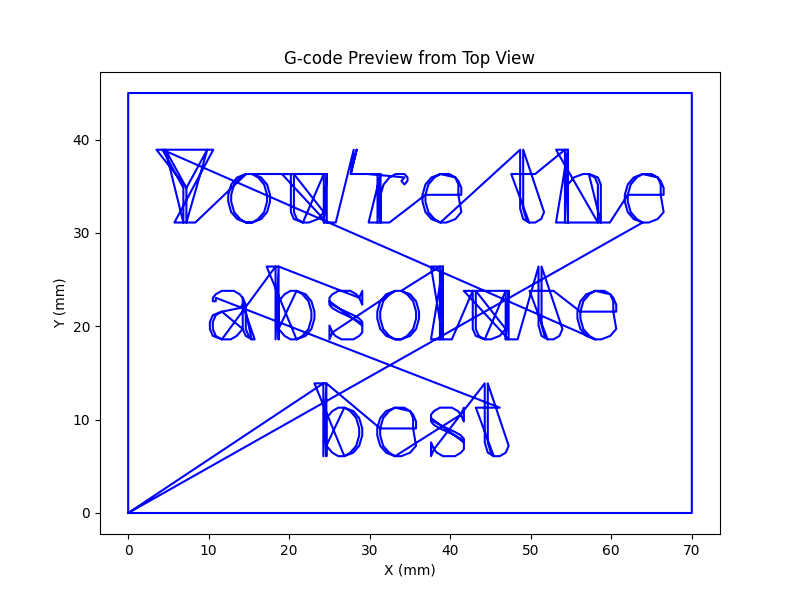 G-code Preview from Top View
Y (mm)
40
30
20
10
0
You're the
absolute
best
0 10 20 30 40 50 60 70
X (mm)